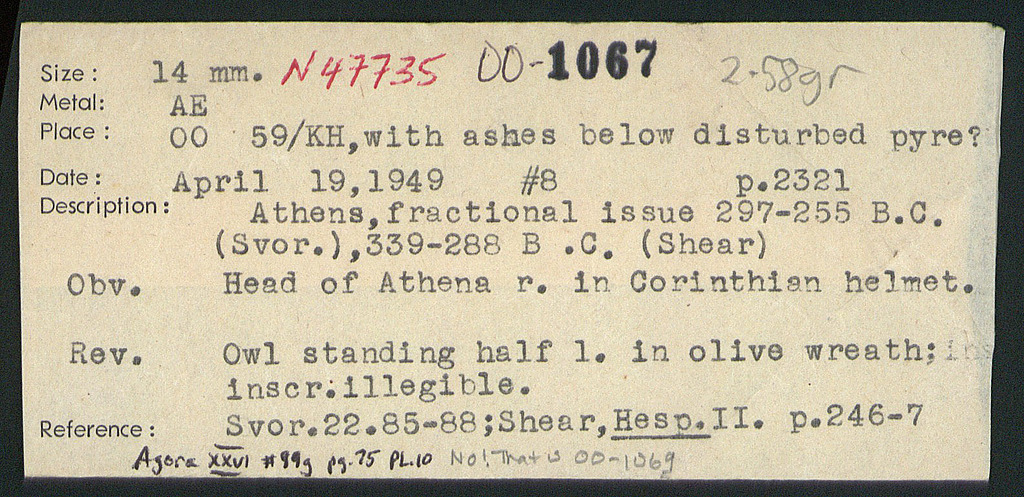 Size: 14 mm. N47735 OO-1067 2.58gr
Metal: AE
Place: OO 59/KH,with ashes below disturbed pyre?
Date: April 19,1949 #8 p.2321
Description: Athens,fractional issue 297-255 B.C.
(Svor.),339-288 B .C. (Shear)
Obv. Head of Athena r. in Corinthian helmet.
Rev. Owl standing half l. in olive wreath; ins
inscr.illegible.
Reference: Svor.22.85-88;Shear,Hesp.II. p.246-7
Agora XXVI #99g pg.75 PL.10 No! That is OO-1069